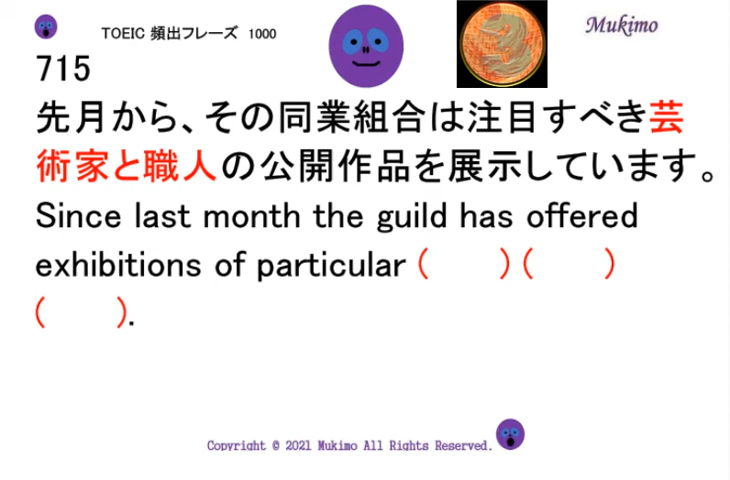 TOEIC 頻出フレーズ 1000
Mukimo
715
先月から、その同業組合は注目すべき芸
術家と職人の公開作品を展示しています。
Since last month the guild has offered
exhibitions of particular (　　) (　　)
(　　).
Copyright © 2021 Mukimo All Rights Reserved.